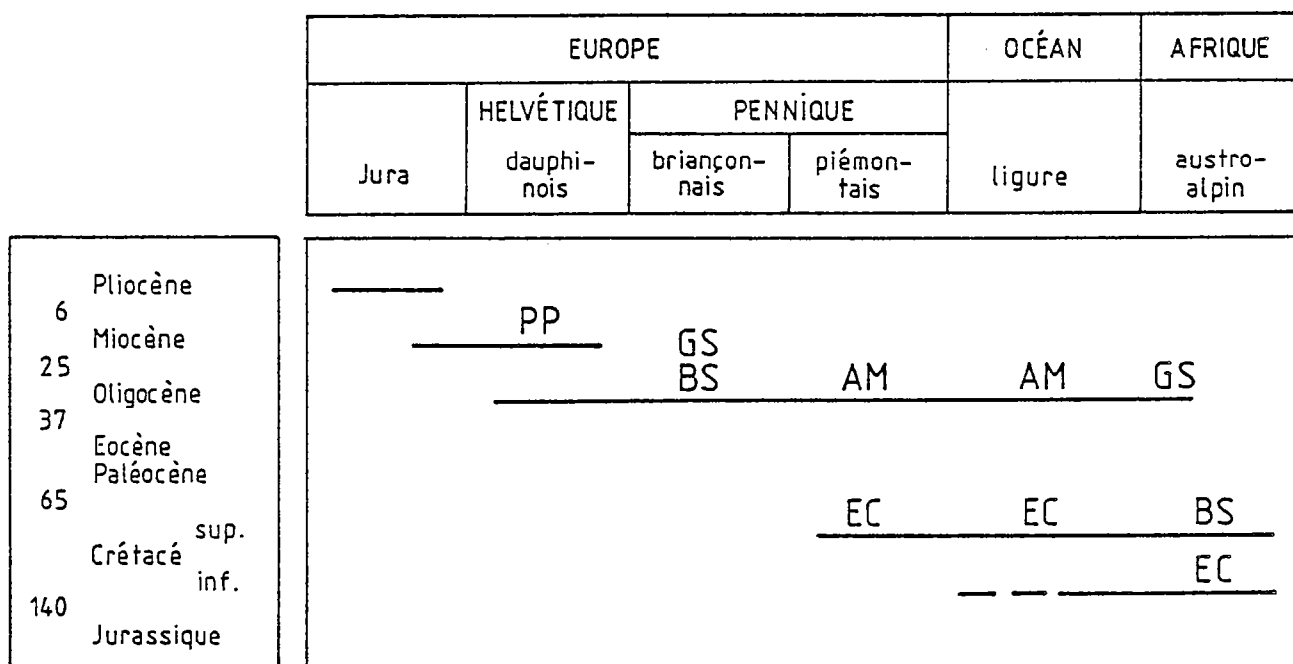 EUROPE OCÉAN AFRIQUE
HELVÉTIQUE PENNIQUE
Jura dauphi- briançon- piémon- ligure austro-
nois nais tais alpin
Pliocène
6
PP
Miocène GS
25
BS AM AM GS
Oligocène
37
Eocène
Paléocène
65
EC EC BS
sup.
Crétacé
inf.
EC
140
Jurassique